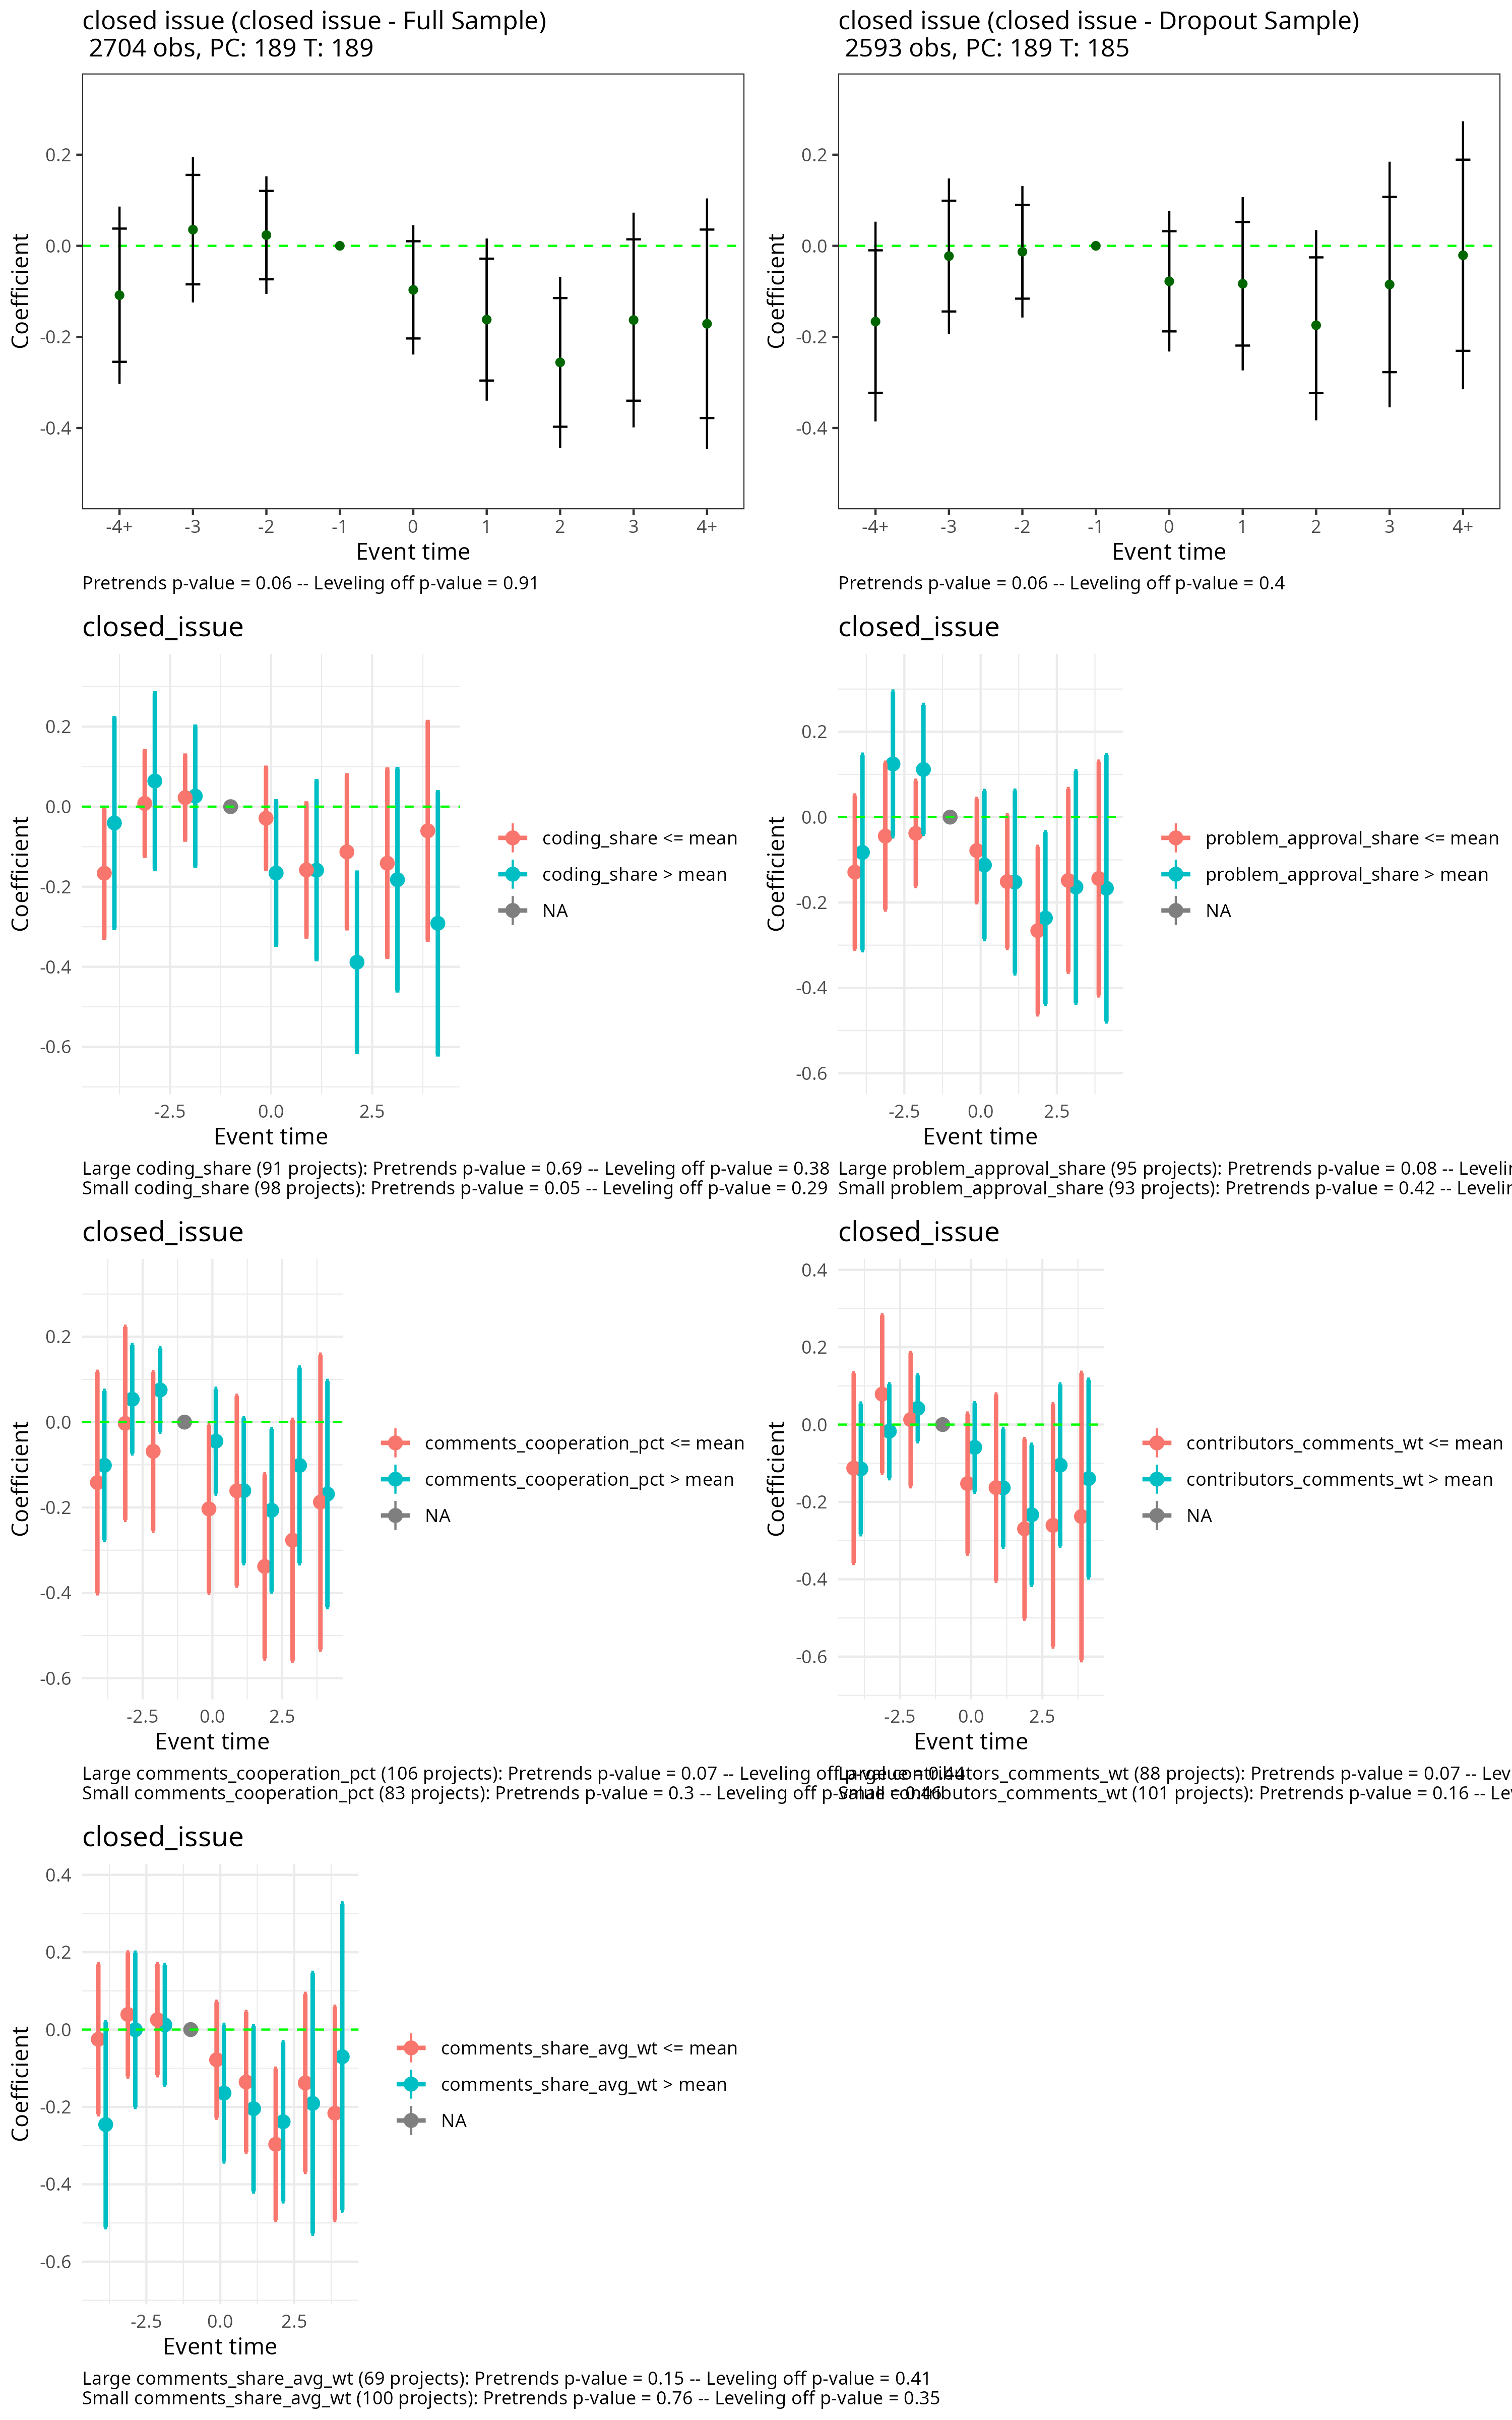 closed issue (closed issue - Full Sample)
2704 obs, PC: 189 T: 189
0.2
0.0
-0.2
-0.4
Coefficient
-4+ -3 -2 -1 0 1 2 3 4+
Event time
Pretrends p-value = 0.06 -- Leveling off p-value = 0.91
closed issue (closed issue - Dropout Sample)
2593 obs, PC: 189 T: 185
0.2
0.0
-0.2
-0.4
Coefficient
-4+ -3 -2 -1 0 1 2 3 4+
Event time
Pretrends p-value = 0.06 -- Leveling off p-value = 0.4
closed_issue
0.2
0.0
-0.2
-0.4
-0.6
Coefficient
-2.5 0.0 2.5
Event time
coding_share <= mean
coding_share > mean
NA
Large coding_share (91 projects): Pretrends p-value = 0.69 -- Leveling off p-value = 0.38
Small coding_share (98 projects): Pretrends p-value = 0.05 -- Leveling off p-value = 0.29
closed_issue
0.2
0.0
-0.2
-0.4
-0.6
Coefficient
-2.5 0.0 2.5
Event time
problem_approval_share <= mean
problem_approval_share > mean
NA
Large problem_approval_share (95 projects): Pretrends p-value = 0.08 --
Small problem_approval_share (93 projects): Pretrends p-value = 0.42 --
closed_issue
0.2
0.0
-0.2
-0.4
-0.6
Coefficient
-2.5 0.0 2.5
Event time
comments_cooperation_pct <= mean
comments_cooperation_pct > mean
NA
Large comments_cooperation_pct (106 projects): Pretrends p-value = 0.07 -- Leveling off p-value = 0.44
Small comments_cooperation_pct (83 projects): Pretrends p-value = 0.3 -- Leveling off p-value = 0.46
closed_issue
0.4
0.2
0.0
-0.2
-0.4
-0.6
Coefficient
-2.5 0.0 2.5
Event time
contributors_comments_wt <= mean
contributors_comments_wt > mean
NA
Large contributors_comments_wt (88 projects): Pretrends p-value = 0.07 --
Small contributors_comments_wt (101 projects): Pretrends p-value = 0.16 --
closed_issue
0.4
0.2
0.0
-0.2
-0.4
-0.6
Coefficient
-2.5 0.0 2.5
Event time
comments_share_avg_wt <= mean
comments_share_avg_wt > mean
NA
Large comments_share_avg_wt (69 projects): Pretrends p-value = 0.15 -- Leveling off p-value = 0.41
Small comments_share_avg_wt (100 projects): Pretrends p-value = 0.76 -- Leveling off p-value = 0.35